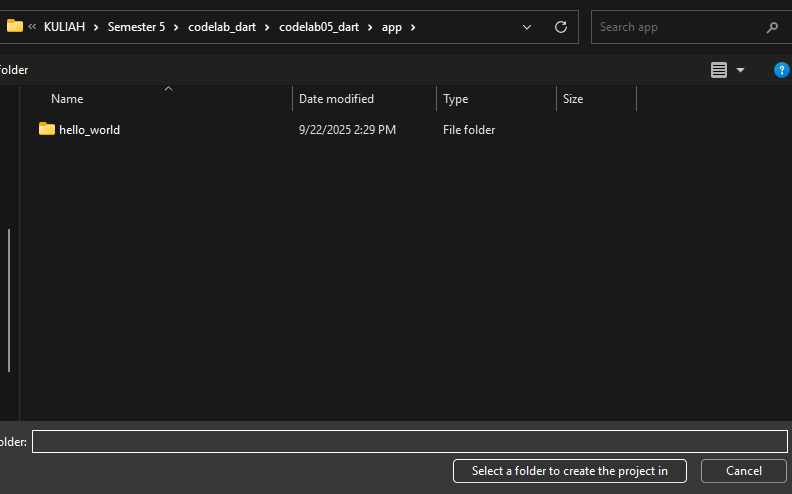 « KULIAH > Semester 5 > codelab_dart > codelab05_dart > app >
Search app
folder
Name
Date modified
Type
Size
hello_world
9/22/2025 2:29 PM
File folder
older:
Select a folder to create the project in
Cancel